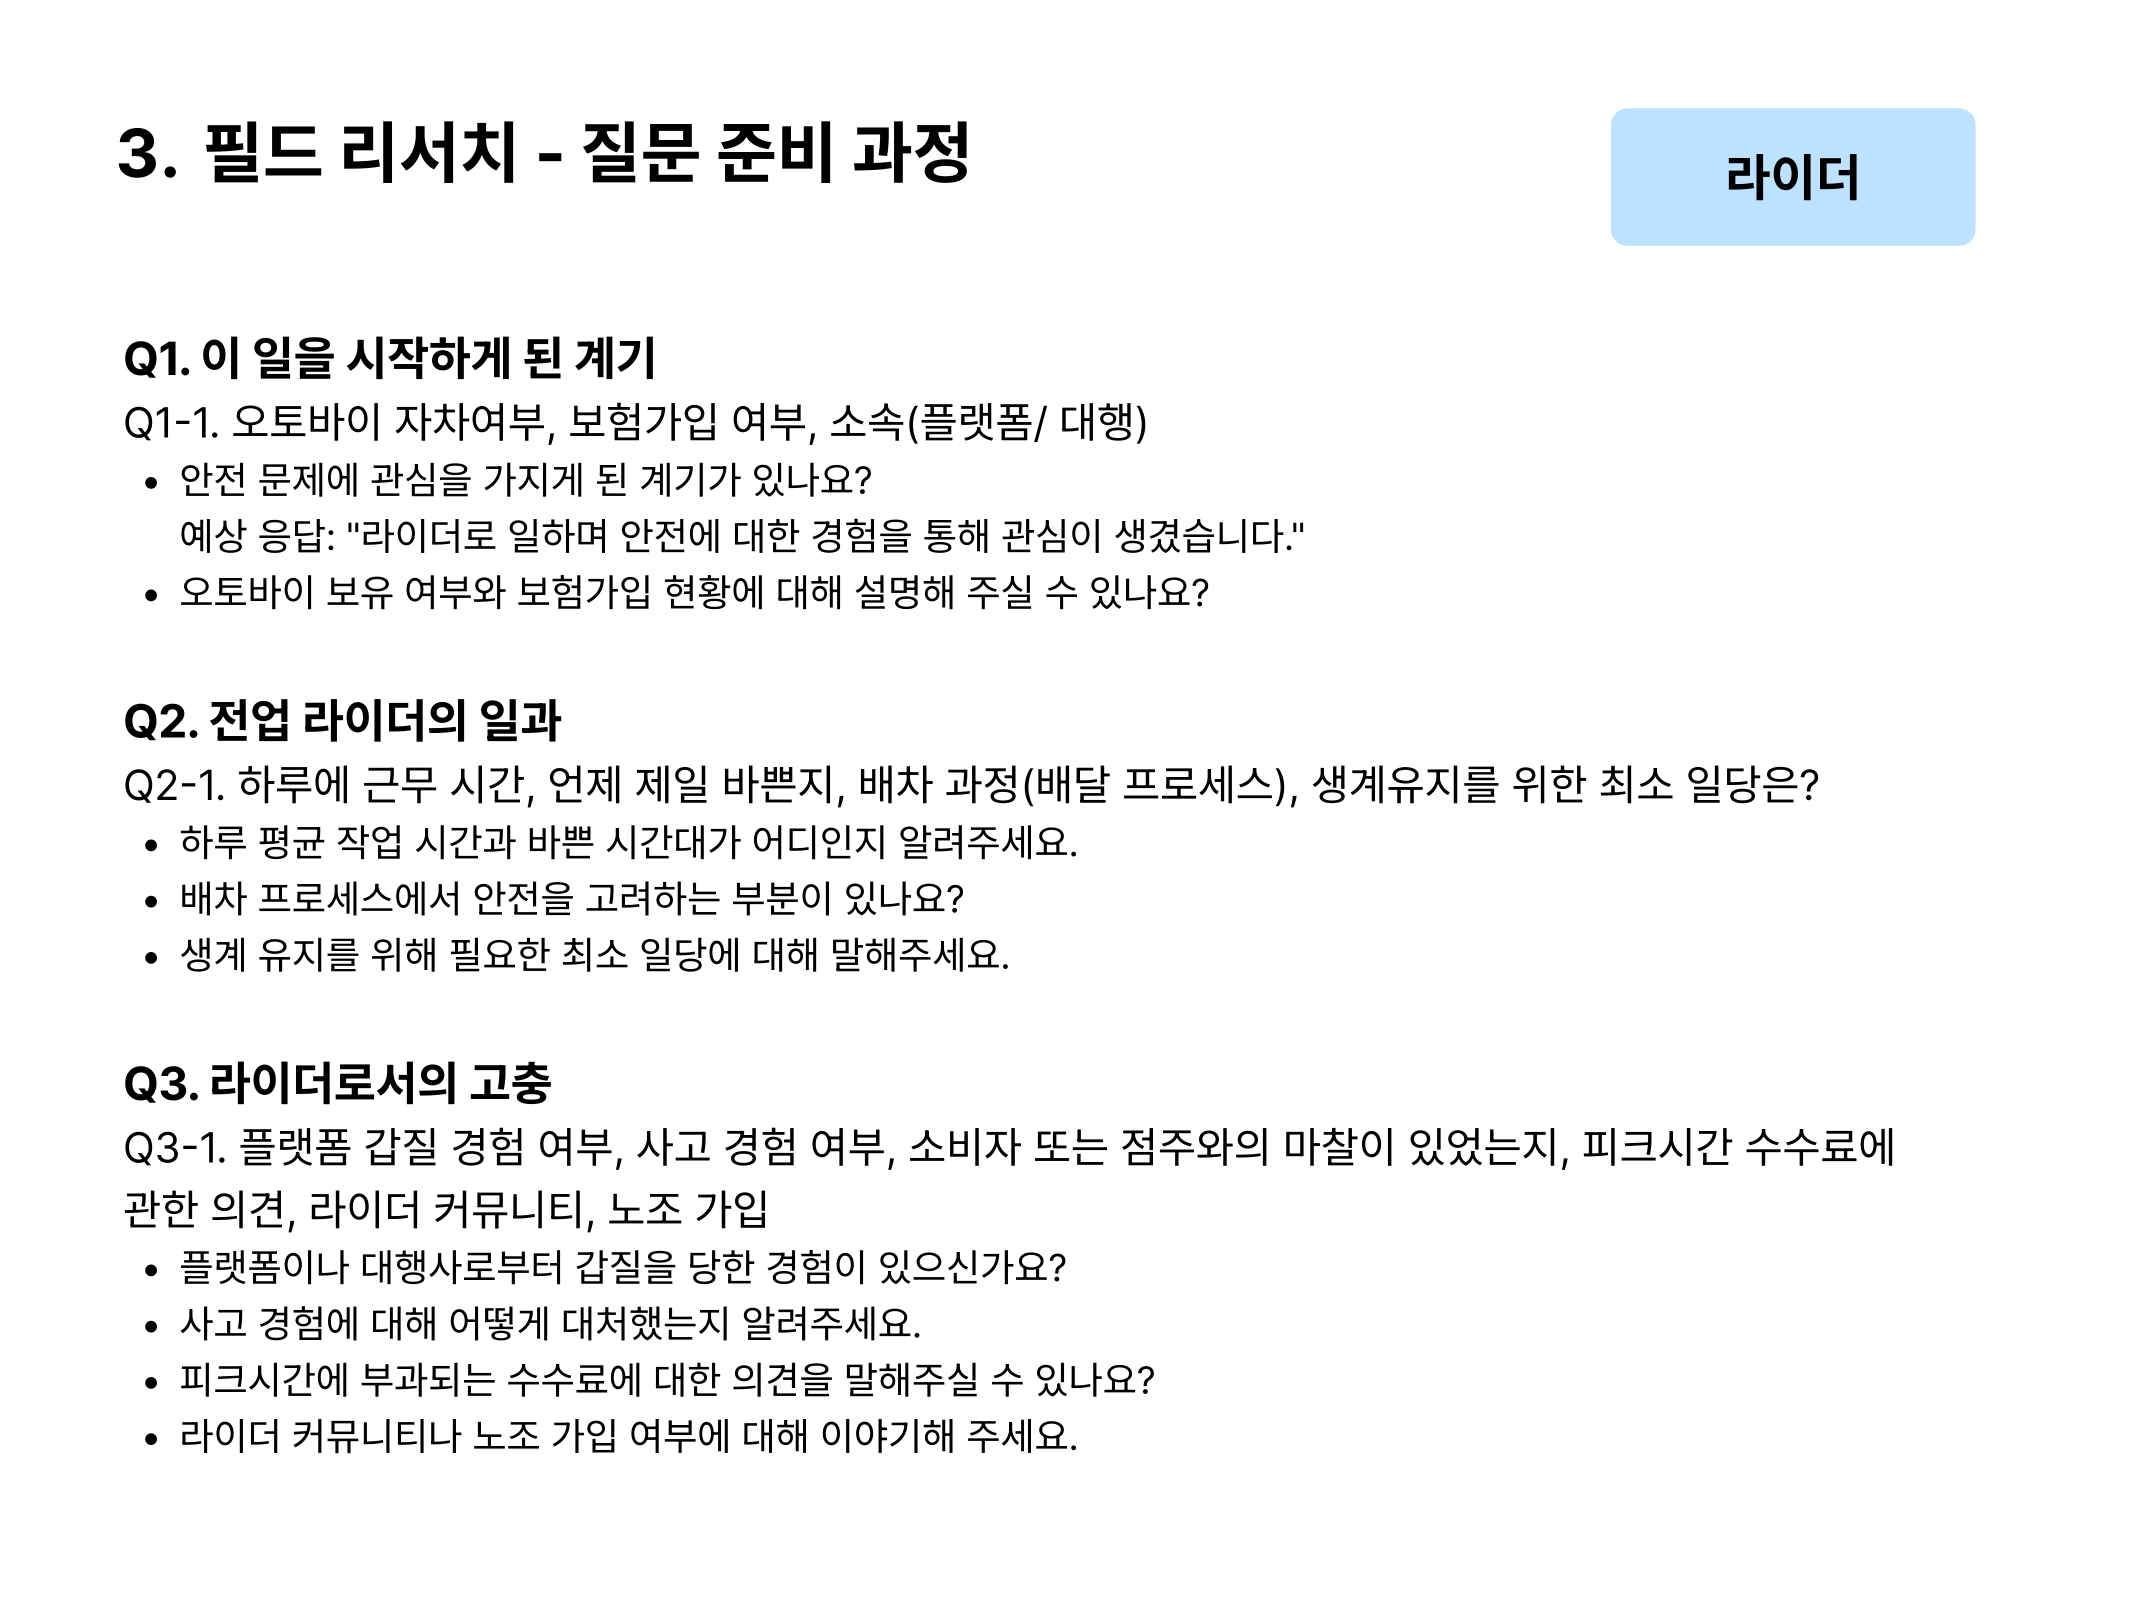 3. 필드 리서치 - 질문 준비 과정
라이더
Q1. 이 일을 시작하게 된 계기
Q1-1. 오토바이 자차여부, 보험가입 여부, 소속(플랫폼/ 대행)
• 안전 문제에 관심을 가지게 된 계기가 있나요?
예상 응답: "라이더로 일하며 안전에 대한 경험을 통해 관심이 생겼습니다."
• 오토바이 보유 여부와 보험가입 현황에 대해 설명해 주실 수 있나요?
Q2. 전업 라이더의 일과
Q2-1. 하루에 근무 시간, 언제 제일 바쁜지, 배차 과정(배달 프로세스), 생계유지를 위한 최소 일당은?
• 하루 평균 작업 시간과 바쁜 시간대가 어디인지 알려주세요.
• 배차 프로세스에서 안전을 고려하는 부분이 있나요?
• 생계 유지를 위해 필요한 최소 일당에 대해 말해주세요.
Q3. 라이더로서의 고충
Q3-1. 플랫폼 갑질 경험 여부, 사고 경험 여부, 소비자 또는 점주와의 마찰이 있었는지, 피크시간 수수료에
관한 의견, 라이더 커뮤니티, 노조 가입
• 플랫폼이나 대행사로부터 갑질을 당한 경험이 있으신가요?
• 사고 경험에 대해 어떻게 대처했는지 알려주세요.
• 피크시간에 부과되는 수수료에 대한 의견을 말해주실 수 있나요?
• 라이더 커뮤니티나 노조 가입 여부에 대해 이야기해 주세요.